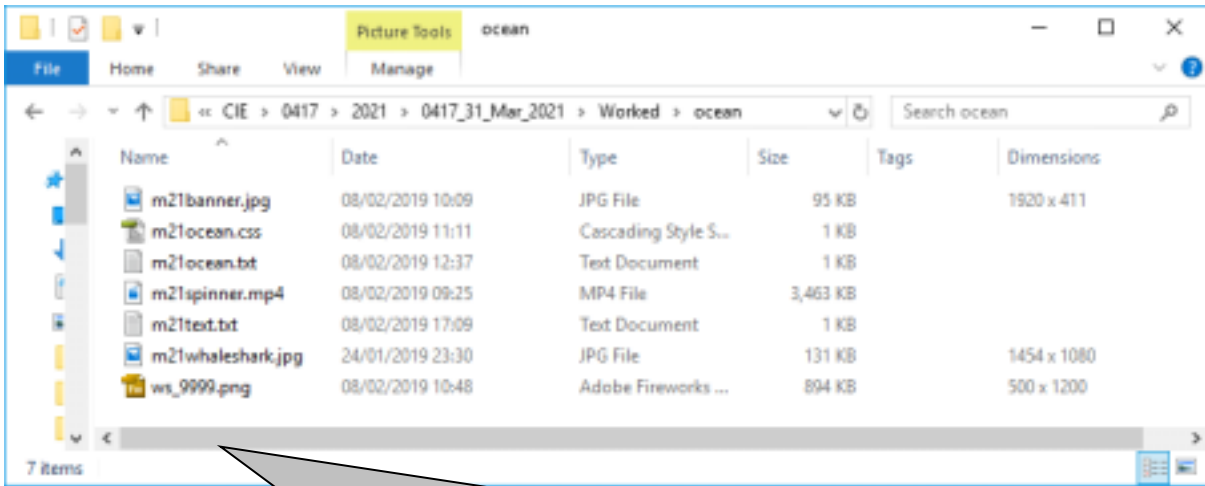 Picture Tools ocean
File Home Share View Manage
« CIE > 0417 > 2021 > 0417_31_Mar_2021 > Worked > ocean Search ocean
Name Date Type Size Tags Dimensions
m21banner.jpg 08/02/2019 10:09 JPG File 95 KB 1920 x 411
m21ocean.css 08/02/2019 11:11 Cascading Style S... 1 KB
m21ocean.txt 08/02/2019 12:37 Text Document 1 KB
m21spinner.mp4 08/02/2019 09:25 MP4 File 3,463 KB
m21text.txt 08/02/2019 17:09 Text Document 1 KB
m21whaleshark.jpg 24/01/2019 23:30 JPG File 131 KB 1454 x 1080
ws_9999.png 08/02/2019 10:48 Adobe Fireworks ... 894 KB 500 x 1200
7 items